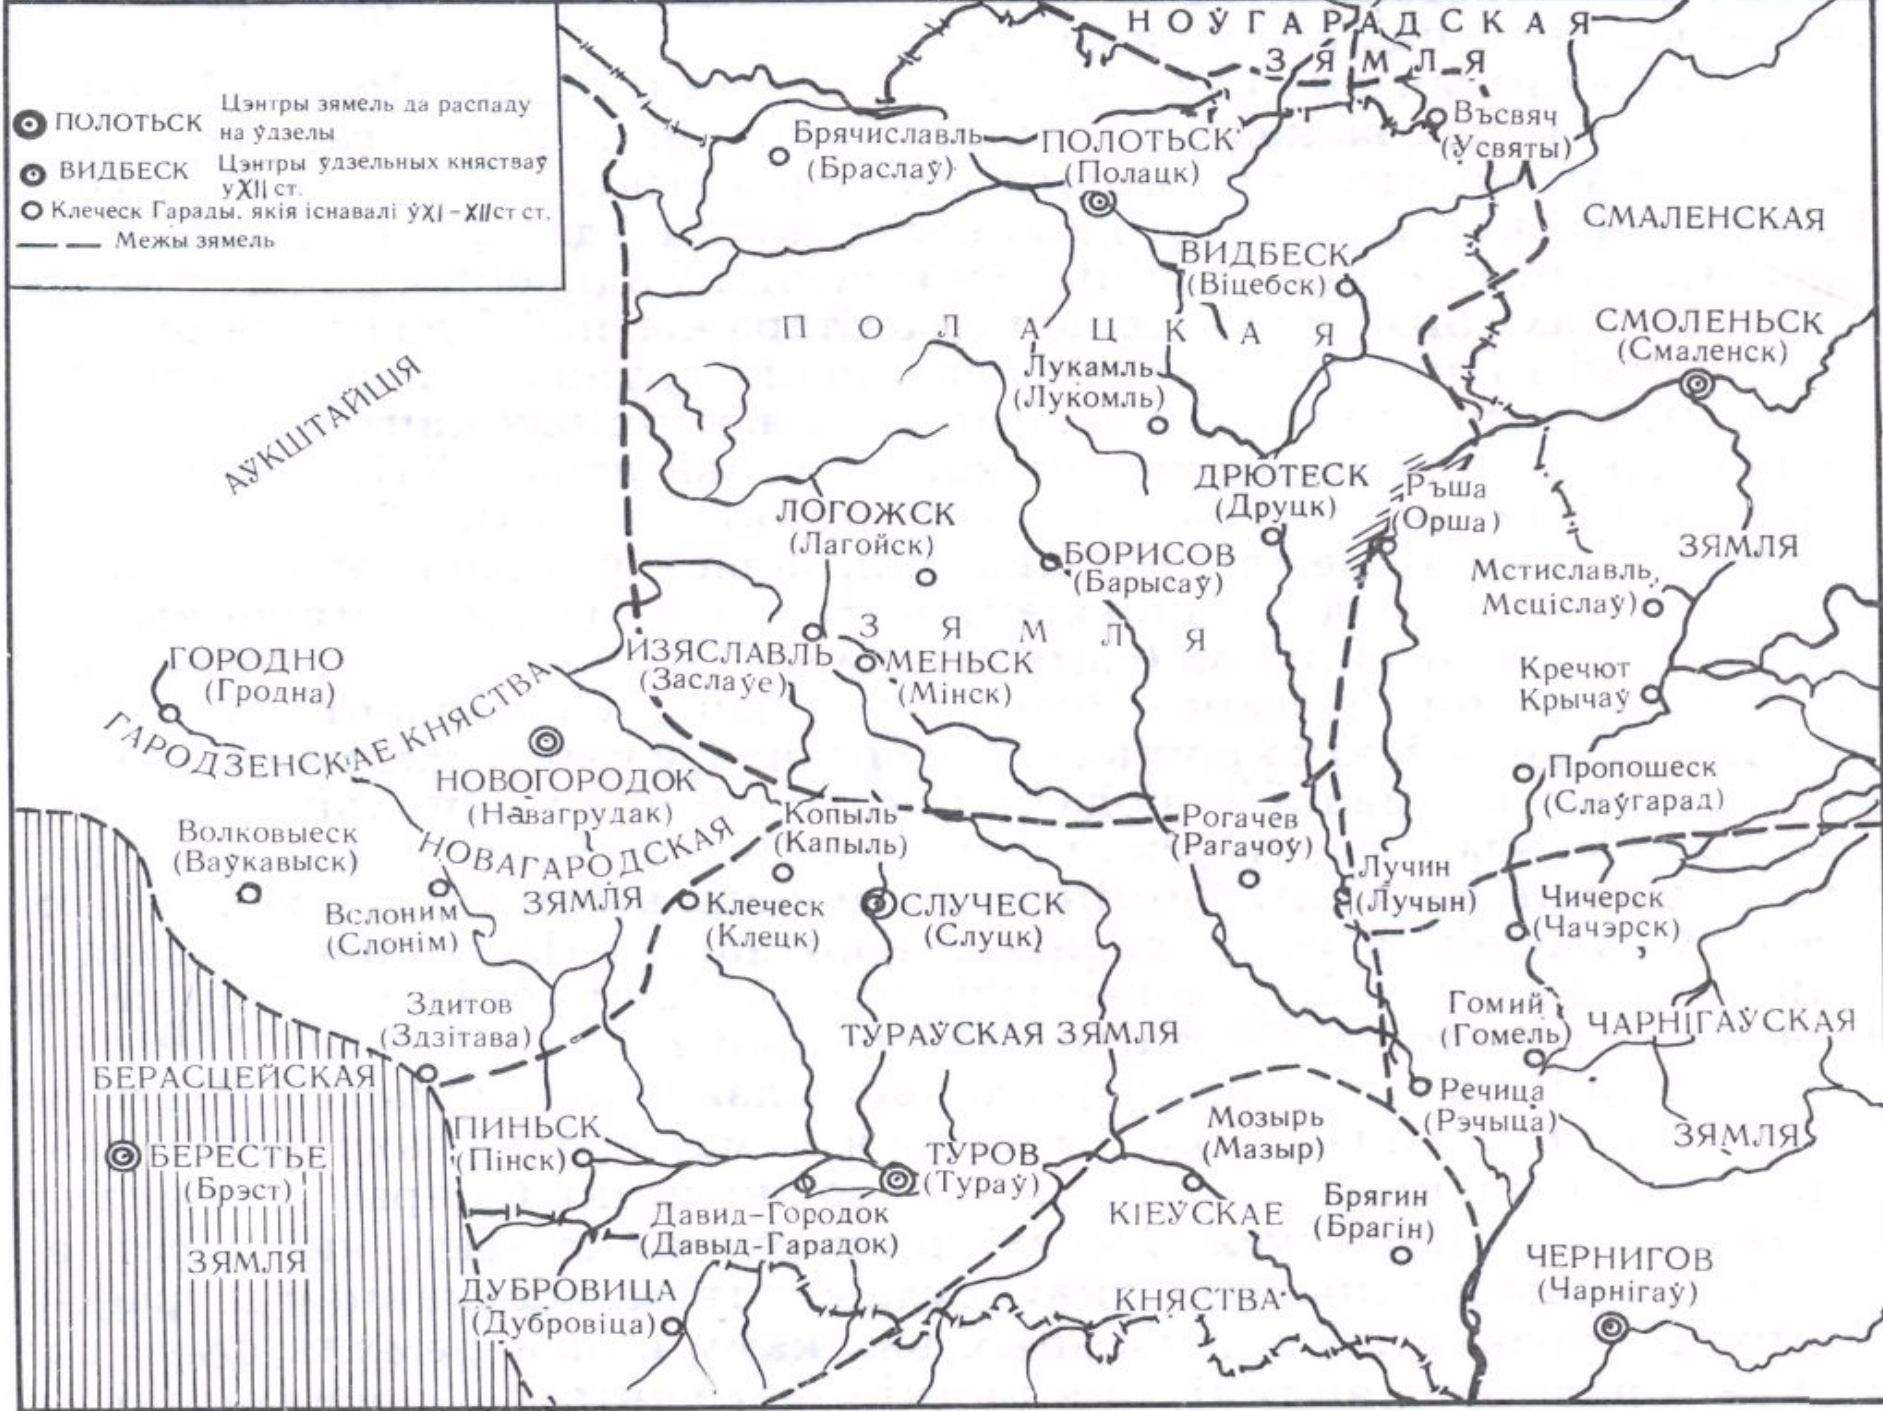 ПОЛОТЬСК
Цэнтры зямель да распаду
на ўдзелы
ВИДБЕСК
Цэнтры ўдзельных княстваў
у XII ст.
Клеческ Гарады, якія існавалі ў XI – XII ст ст.
Межы зямель
НОЎГАРАДСКАЯ
ЗЯМЛЯ
Брячиславль
(Браслаў)
ПОЛОТЬСК
(Полацк)
Въсвяч
(Усвяты)
СМАЛЕНСКАЯ
ВИДБЕСК
(Віцебск)
ПОЛАЦКАЯ
СМОЛЕНЬСК
(Смаленск)
Лукамль
(Лукомль)
АЎКШТАЙЦІЯ
ДРЮТЕСК
(Друцк)
Ръша
(Орша)
ЛОГОЖСК
(Лагойск)
БОРИСОВ
(Барысаў)
ЗЯМЛЯ
Мстиславль,
Мсціслаў)
ЗЯМЛЯ
ИЗЯСЛАВЛЬ
(Заслаўе)
МЕНЬСК
(Мінск)
ГОРОДНО
(Гродна)
Кречют
Крычаў
ГАРОДЗЕНСКАЕ КНЯСТВА
НОВОГОРОДОК
(Навагрудак)
Пропошеск
(Слаўгарад)
Копыль
(Капыль)
Рогачев
(Рагачоў)
Волковыеск
(Ваўкавыск)
НОВАГАРОДСКАЯ
ЗЯМЛЯ
Лучин
(Лучын)
Вслоним
(Слонім)
Клеческ
(Клецк)
СЛУЧЕСК
(Слуцк)
Чичерск
(Чачэрск)
Здитов
(Здзітава)
ТУРАЎСКАЯ ЗЯМЛЯ
Гомий
(Гомель)
ЧАРНІГАЎСКАЯ
БЕРАСЦЕЙСКАЯ
Речица
(Рэчыца)
ЗЯМЛЯ
ПИНЬСК
(Пінск)
Мозырь
(Мазыр)
БЕРЕСТЬЕ
(Брэст)
ТУРОВ
(Тураў)
Давид-Городок
(Давыд-Гарадок)
КІЕЎСКАЕ
Брягин
(Брагін)
ЗЯМЛЯ
ДУБРОВИЦА
(Дубровіца)
КНЯСТВА
ЧЕРНИГОВ
(Чарнігаў)